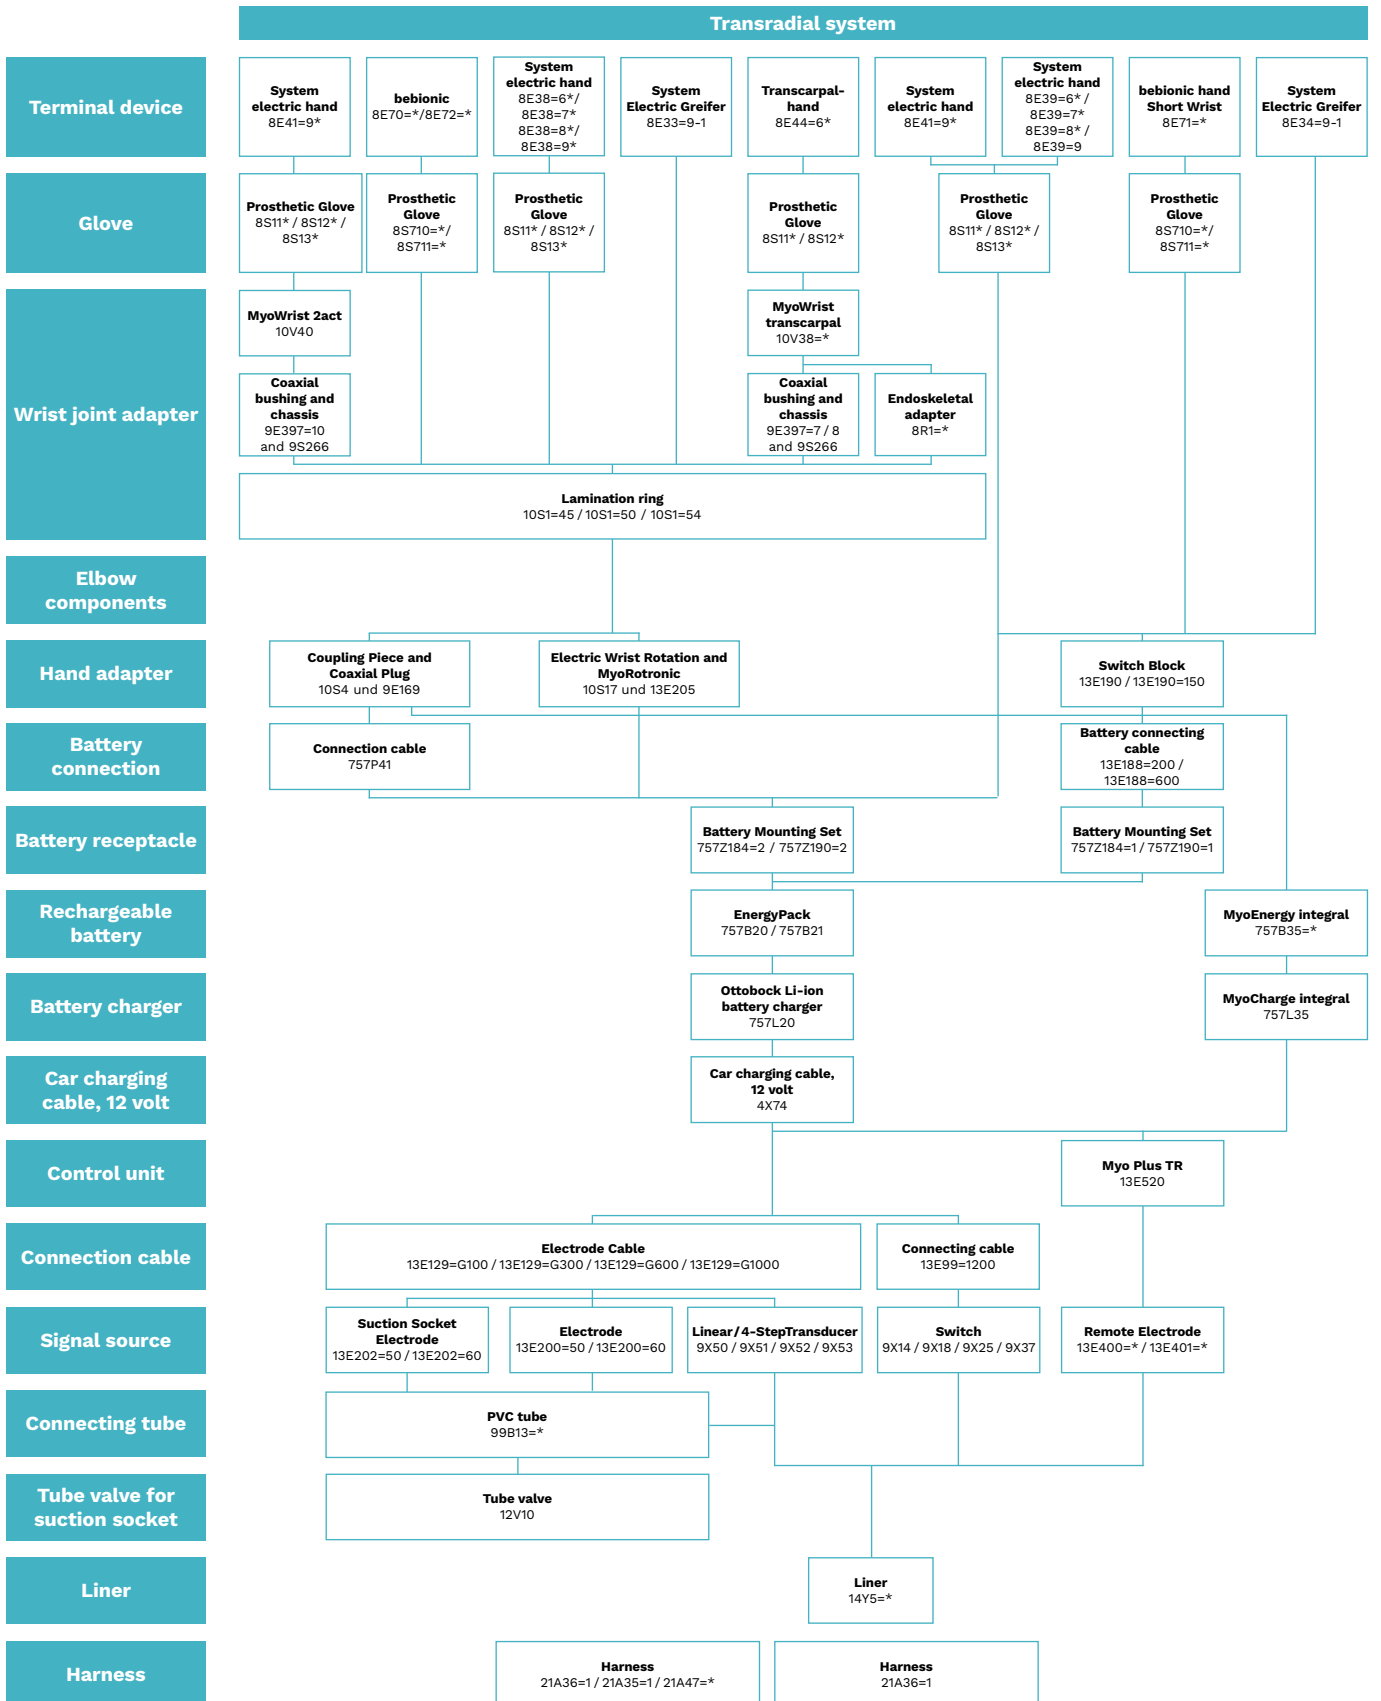 Transradial system
Terminal device
System
electric hand
8E41=9*
bebionic
8E70=*/8E72=*
System
electric hand
8E38=6*/
8E38=7*
8E38=8*/
8E38=9*
System
Electric Greifer
8E33=9-1
Transcarpal-
hand
8E44=6*
System
electric hand
8E41=9*
System
electric hand
8E39=6* /
8E39=7*
8E39=8* /
8E39=9
bebionic hand
Short Wrist
8E71=*
System
Electric Greifer
8E34=9-1
Glove
Prosthetic Glove
8S11* / 8S12* /
8S13*
Prosthetic
Glove
8S710=*/
8S711=*
Prosthetic
Glove
8S11* / 8S12* /
8S13*
Prosthetic
Glove
8S11* / 8S12*
Prosthetic
Glove
8S11* / 8S12* /
8S13*
Prosthetic
Glove
8S710=*/
8S711=*
Wrist joint adapter
MyoWrist 2act
10V40
MyoWrist
transcarpal
10V38=*
Coaxial
bushing and
chassis
9E397=10
and 9S266
Coaxial
bushing and
chassis
9E397=7 / 8
and 9S266
Endoskeletal
adapter
8R1=*
Lamination ring
10S1=45 / 10S1=50 / 10S1=54
Elbow
components
Hand adapter
Coupling Piece and
Coaxial Plug
10S4 und 9E169
Electric Wrist Rotation and
MyoRotronic
10S17 und 13E205
Switch Block
13E190 / 13E190=150
Battery
connection
Connection cable
757P41
Battery connecting
cable
13E188=200 /
13E188=600
Battery receptacle
Battery Mounting Set
757Z184=2 / 757Z190=2
Battery Mounting Set
757Z184=1 / 757Z190=1
Rechargeable
battery
EnergyPack
757B20 / 757B21
MyoEnergy integral
757B35=*
Battery charger
Ottobock Li-ion
battery charger
757L20
MyoCharge integral
757L35
Car charging
cable, 12 volt
Car charging cable,
12 volt
4X74
Control unit
Myo Plus TR
13E520
Connection cable
Electrode Cable
13E129=G100 / 13E129=G300 / 13E129=G600 / 13E129=G1000
Connecting cable
13E99=1200
Signal source
Suction Socket
Electrode
13E202=50 / 13E202=60
Electrode
13E200=50 / 13E200=60
Linear/4-StepTransducer
9X50 / 9X51 / 9X52 / 9X53
Switch
9X14 / 9X18 / 9X25 / 9X37
Remote Electrode
13E400=* / 13E401=*
Connecting tube
PVC tube
99B13=*
Tube valve for
suction socket
Tube valve
12V10
Liner
Liner
14Y5=*
Harness
Harness
21A36=1 / 21A35=1 / 21A47=*
Harness
21A36=1